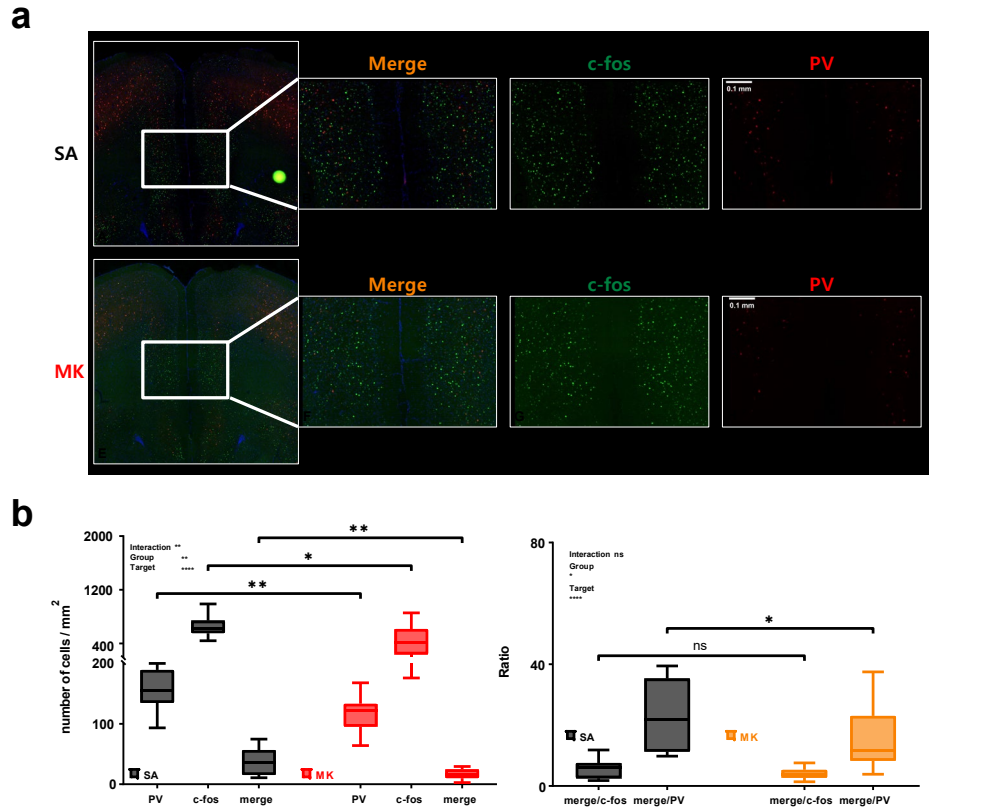 a
Merge c-fos PV
0.1 mm
SA
Merge c-fos PV
0.1 mm
MK
E F G
b
2000
1200
400
200
100
0
number of cells / mm2
Interaction **
Group **
Target ****
**
*
**
SA
MK
PV c-fos merge PV c-fos merge
80
40
0
Ratio
Interaction ns
Group
*
Target
****
*
ns
SA
MK
merge/c-fos merge/PV merge/c-fos merge/PV